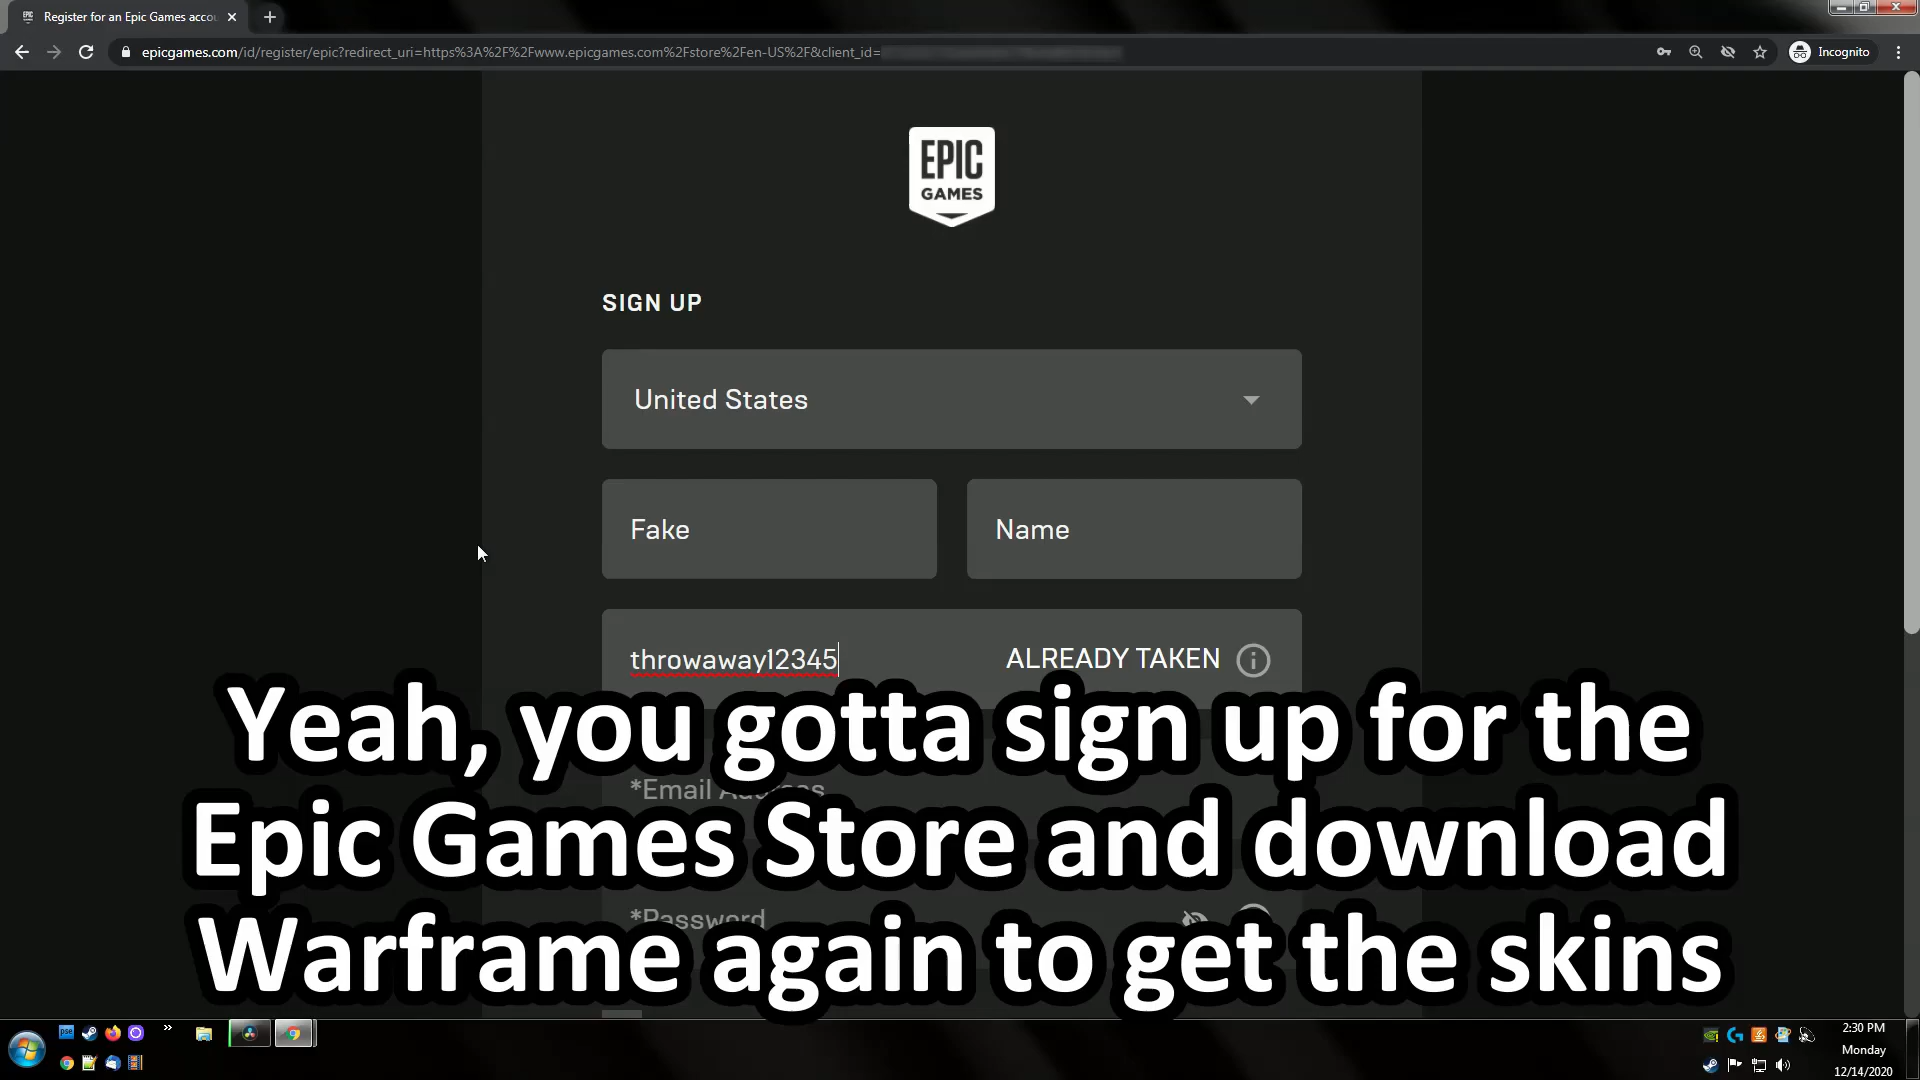 Register for an Epic Games accou
epicgames.com/id/register/epic?redirect_uri=https%3A%2F%2Fwww.epicgames.com%2Fstore%2Fen-US%2F&client_id=
Incognito
EPIC
GAMES
SIGN UP
United States
Fake
Name
throwaway12345
ALREADY TAKEN
Yeah, you gotta sign up for the
*Email Address
Epic Games Store and download
*Password
Warframe again to get the skins
2:30 PM
Monday
12/14/2020